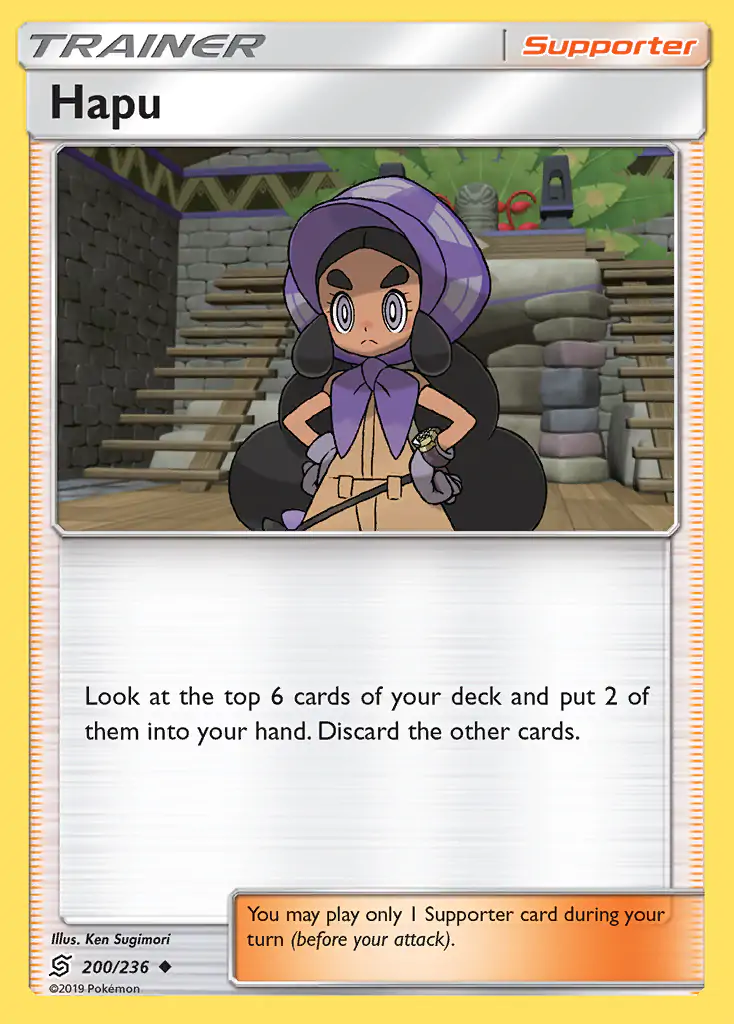 TRAINER
Supporter
Hapu
Look at the top 6 cards of your deck and put 2 of
them into your hand. Discard the other cards.
You may play only 1 Supporter card during your
turn (before your attack).
Illus. Ken Sugimori
200/236
©2019 Pokémon